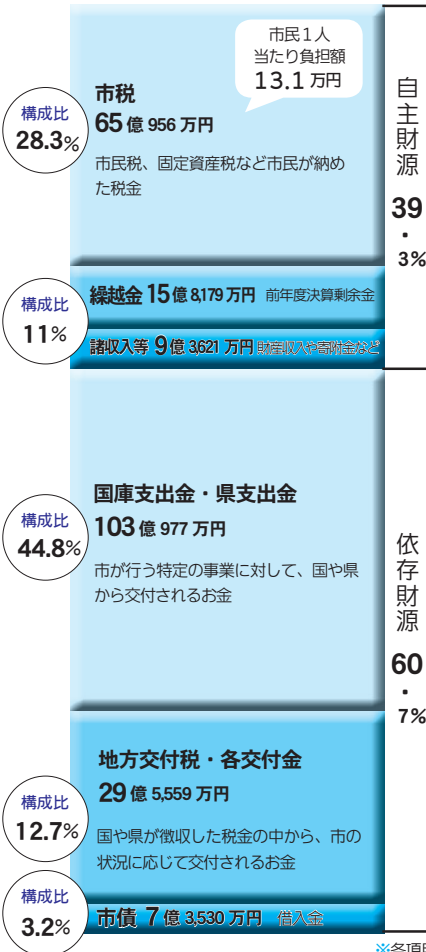 市民1人
当たり負担額
13.1 万円
構成比
28.3%
市税
65億 956 万円
市民税、固定資産税など市民が納め
た税金
自主財源 39・3%
構成比
11%
繰越金 15億 8,179 万円 前年度決算剰余金
諸収入等 9億 3,621 万円 財産収入や寄附金など
構成比
44.8%
国庫支出金・県支出金
103億 977 万円
市が行う特定の事業に対して、国や県
から交付されるお金
依存財源 60・7%
構成比
12.7%
地方交付税・各交付金
29億 5,559 万円
国や県が徴収した税金の中から、市の
状況に応じて交付されるお金
構成比
3.2%
市債 7億 3,530 万円 借入金
※各項